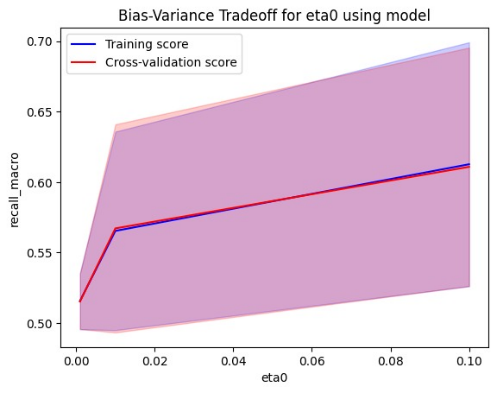 Bias-Variance Tradeoff for eta0 using model
Training score
Cross-validation score
recall_macro
0.70
0.65
0.60
0.55
0.50
0.00 0.02 0.04 0.06 0.08 0.10
eta0